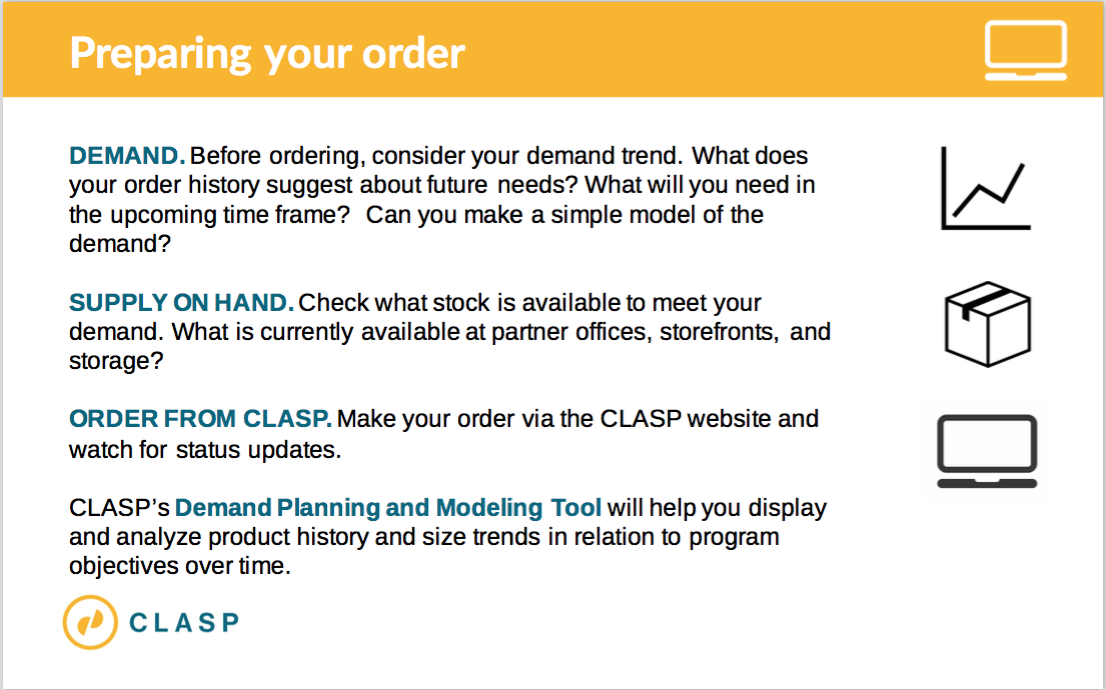 Preparing your order
DEMAND. Before ordering, consider your demand trend. What does
your order history suggest about future needs? What will you need in
the upcoming time frame? Can you make a simple model of the
demand?
SUPPLY ON HAND. Check what stock is available to meet your
demand. What is currently available at partner offices, storefronts, and
storage?
ORDER FROM CLASP. Make your order via the CLASP website and
watch for status updates.
CLASP’s Demand Planning and Modeling Tool will help you display
and analyze product history and size trends in relation to program
objectives over time.
CLASP